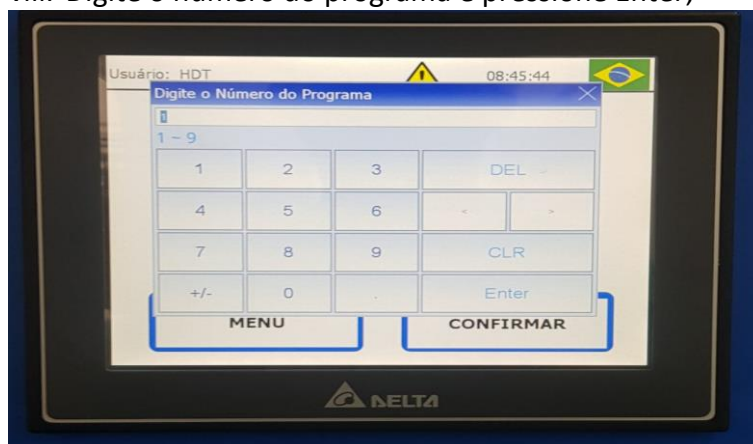 Digite o número do programa e pressione Enter;
Usuário: HDT 08:45:44
Digite o Número do Programa
1
1 - 9
1 2 3 DEL
4 5 6 < >
7 8 9 CLR
+/- 0 . Enter
MENU CONFIRMAR
DELTA